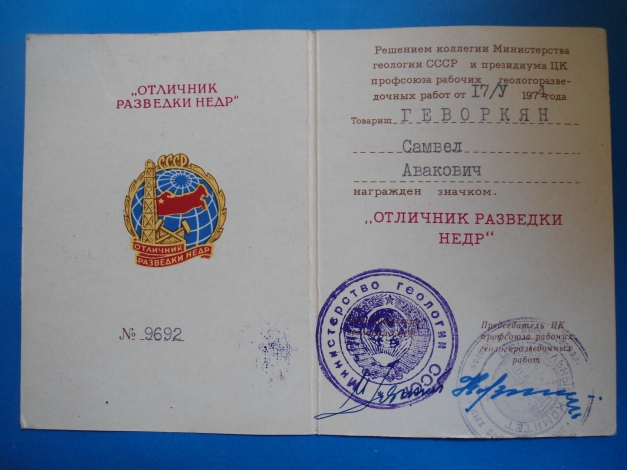 „ОТЛИЧНИК
РАЗВЕДКИ НЕДР"
СССР
ОТЛИЧНИК
РАЗВЕДКИ НЕДР
№ 9692
Решением коллегии Министерства
геологии СССР и президиума ЦК
профсоюза рабочих геологоразве-
дочных работ от 17/У 1971 года
Товарищ ГЕВОРКЯН
Самвел
Авакович
награжден значком.
„ОТЛИЧНИК РАЗВЕДКИ
НЕДР"
Министерство геологии СССР
Председатель ЦК
профсоюза рабочих
геологоразведочных
работ
КОМИТЕТ